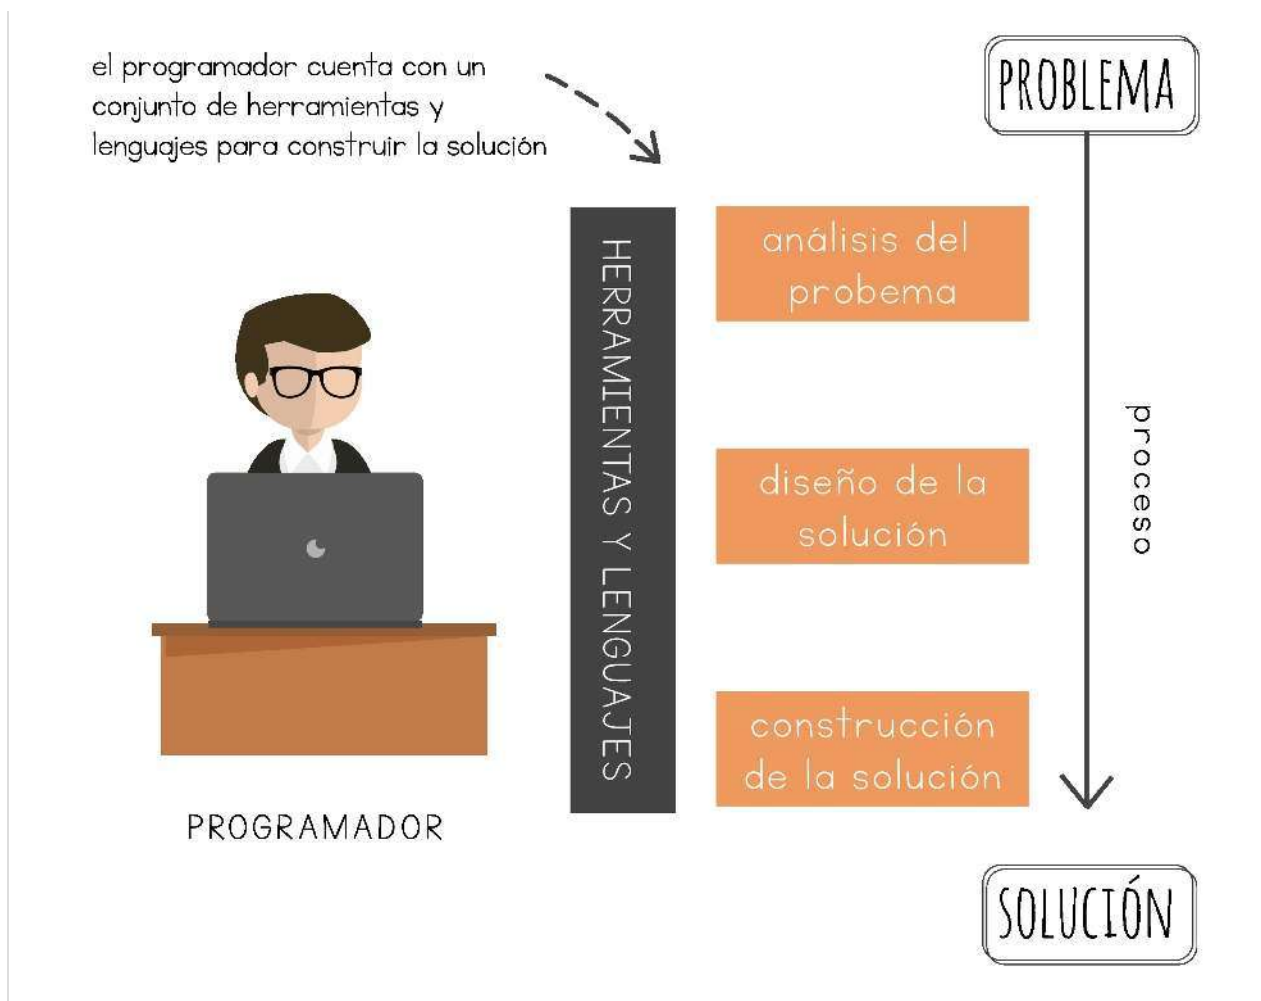 el programador cuenta con un
conjunto de herramientas y
lenguajes para construir la solución
PROBLEMA
HERRAMIENTAS Y LENGUAJES
análisis del
probema
diseño de la
solución
construcción
de la solución
proceso
PROGRAMADOR
SOLUCIÓN